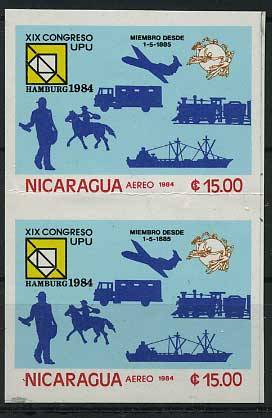 XIX CONGRESO
UPU
HAMBURG 1984
MIEMBRO DESDE
1-5-1885
NICARAGUA AEREO 1984 ₡15.00
XIX CONGRESO
UPU
HAMBURG 1984
MIEMBRO DESDE
1-5-1885
NICARAGUA AEREO 1984 ₡15.00